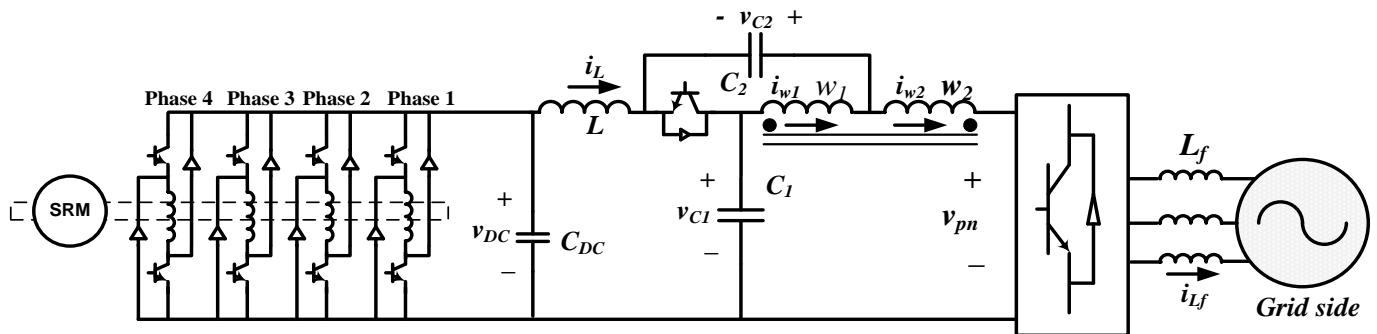 - v_C2 +
i_L
C_2
i_w1
w_1
i_w2
w_2
Phase 4
Phase 3
Phase 2
Phase 1
L
L_f
SRM
+
v_DC
−
C_DC
+
v_C1
−
C_1
+
v_pn
−
i_Lf
Grid side